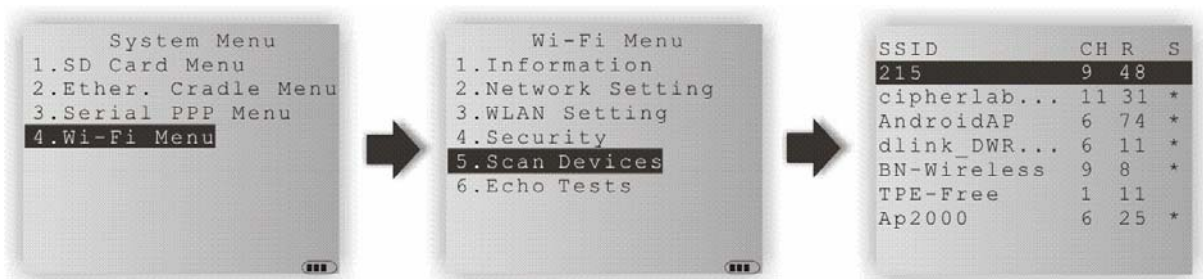 System Menu
1.SD Card Menu
2.Ether. Cradle Menu
3.Serial PPP Menu
4.Wi-Fi Menu
Wi-Fi Menu
1.Information
2.Network Setting
3.WLAN Setting
4.Security
5.Scan Devices
6.Echo Tests
SSID CH R S
215 9 48
cipherlab... 11 31 *
AndroidAP 6 74 *
dlink_DWR... 6 11 *
BN-Wireless 9 8 *
TPE-Free 1 11
Ap2000 6 25 *